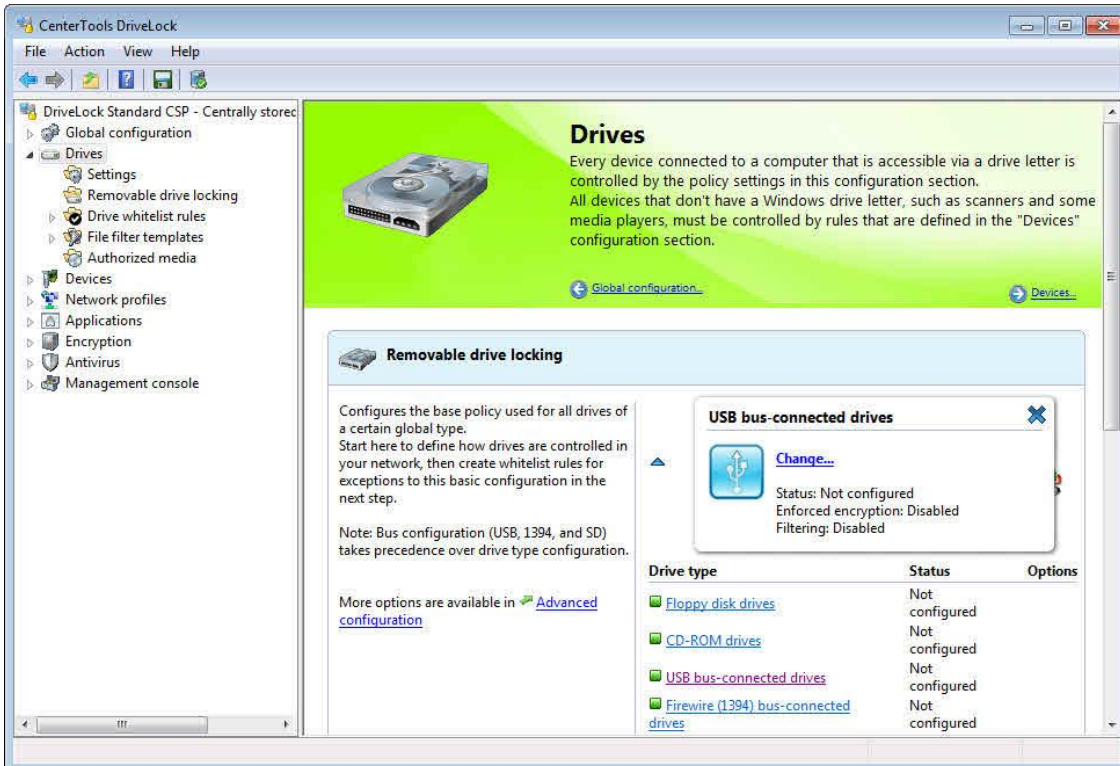 CenterTools DriveLock
File Action View Help
DriveLock Standard CSP - Centrally stored
Global configuration
Drives
Settings
Removable drive locking
Drive whitelist rules
File filter templates
Authorized media
Devices
Network profiles
Applications
Encryption
Antivirus
Management console
Drives
Every device connected to a computer that is accessible via a drive letter is
controlled by the policy settings in this configuration section.
All devices that don't have a Windows drive letter, such as scanners and some
media players, must be controlled by rules that are defined in the "Devices"
configuration section.
Global configuration...
Devices...
Removable drive locking
Configures the base policy used for all drives of
a certain global type.
Start here to define how drives are controlled in
your network, then create whitelist rules for
exceptions to this basic configuration in the
next step.
Note: Bus configuration (USB, 1394, and SD)
takes precedence over drive type configuration.
More options are available in Advanced
configuration
USB bus-connected drives
Change...
Status: Not configured
Enforced encryption: Disabled
Filtering: Disabled
Drive type Status Options
Floppy disk drives Not
configured
CD-ROM drives Not
configured
USB bus-connected drives Not
configured
Firewire (1394) bus-connected Not
drives configured